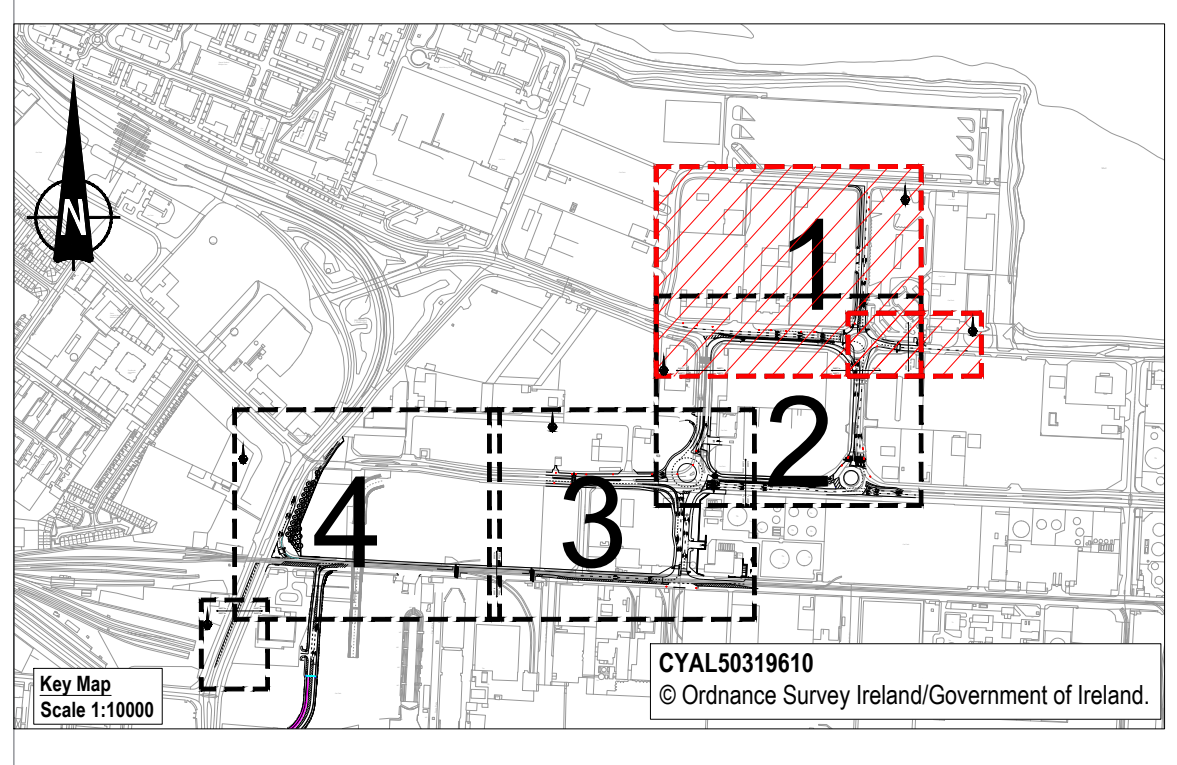 N
1
2
3
4
Key Map
Scale 1:10000
CYAL50319610
© Ordnance Survey Ireland/Government of Ireland.